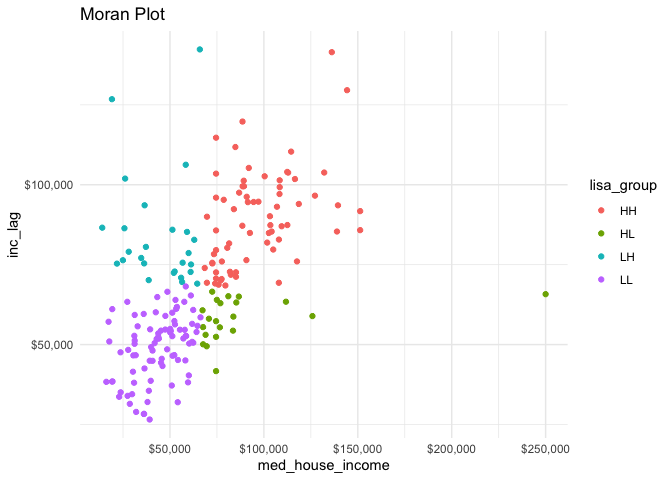 Moran Plot
inc_lag
$100,000
$50,000
$50,000 $100,000 $150,000 $200,000 $250,000
med_house_income
lisa_group
HH
HL
LH
LL